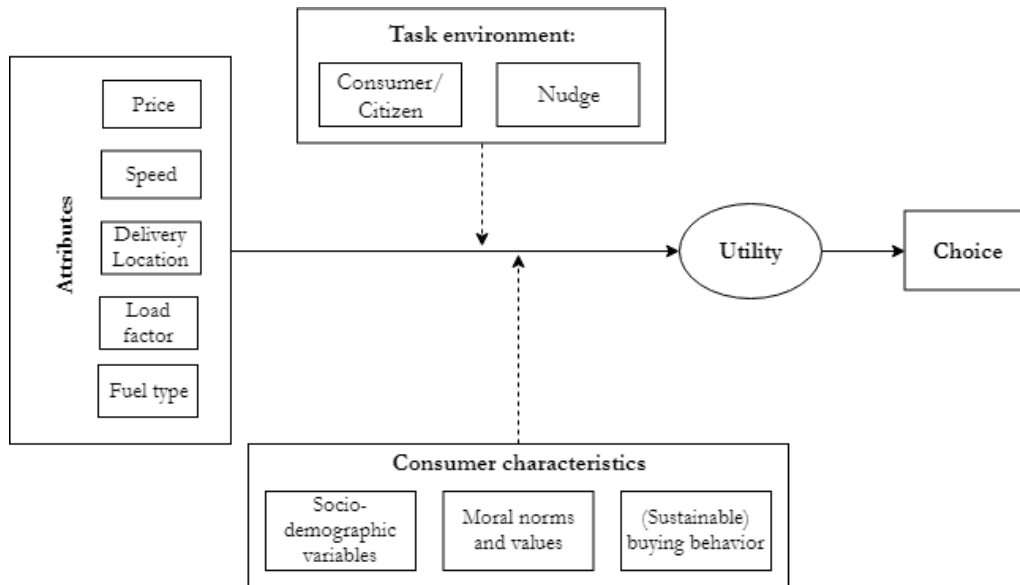 Task environment:
Consumer/
Citizen
Nudge
Attributes
Price
Speed
Delivery
Location
Load
factor
Fuel type
Utility
Choice
Consumer characteristics
Socio-
demographic
variables
Moral norms
and values
(Sustainable)
buying behavior